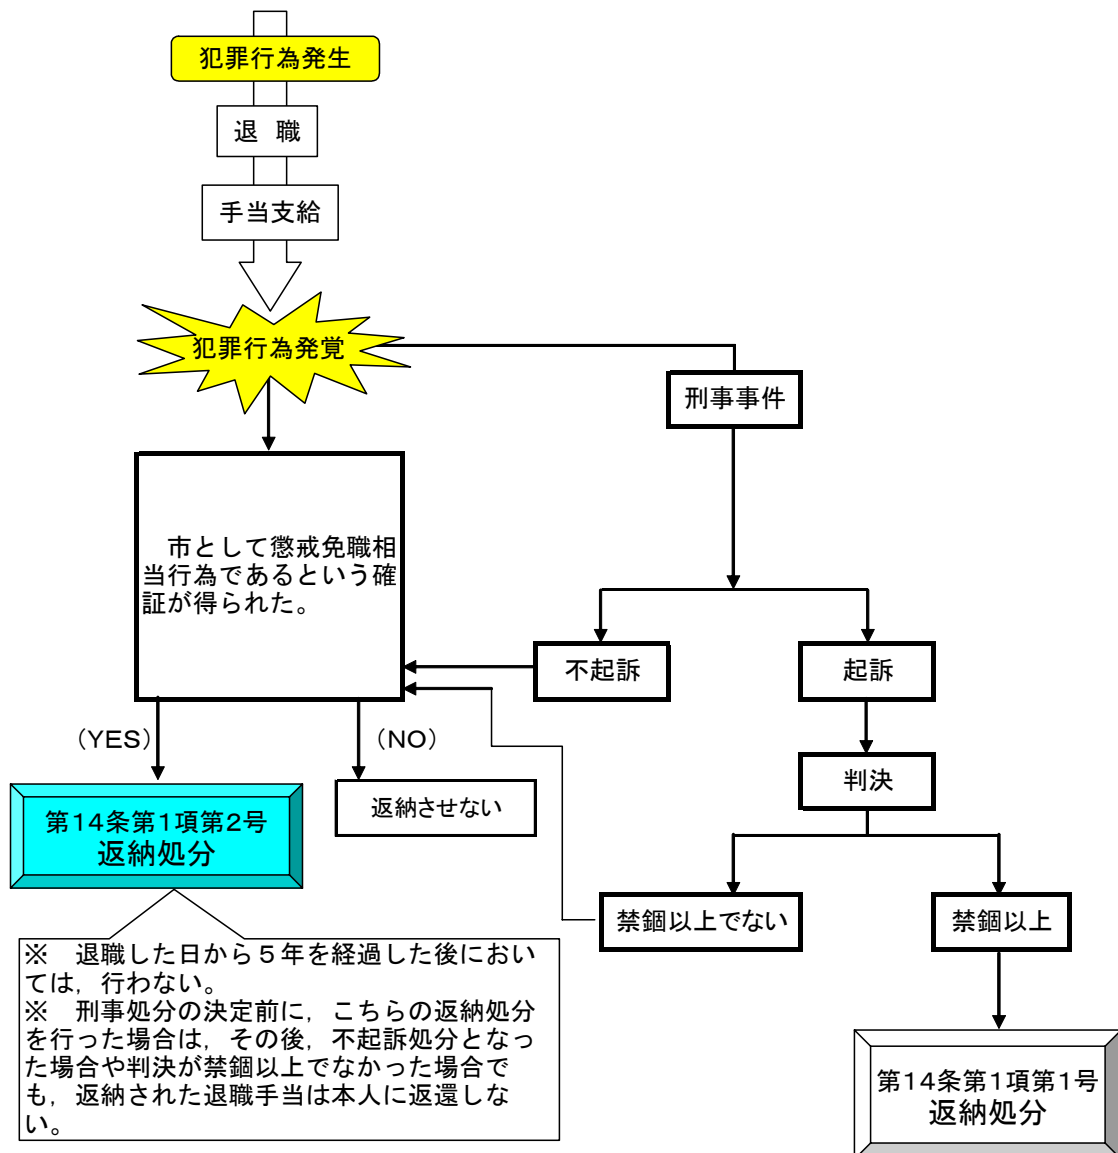 犯罪行為発生
退　職
手当支給
犯罪行為発覚
刑事事件
　市として懲戒免職相
当行為であるという確
証が得られた。
不起訴
起訴
（YES）
（NO）
判決
第14条第1項第2号
返納処分
返納させない
禁錮以上でない
禁錮以上
※　退職した日から５年を経過した後におい
ては，行わない。
※　刑事処分の決定前に，こちらの返納処分
を行った場合は，その後，不起訴処分となっ
た場合や判決が禁錮以上でなかった場合で
も，返納された退職手当は本人に返還しな
い。
第14条第1項第1号
返納処分